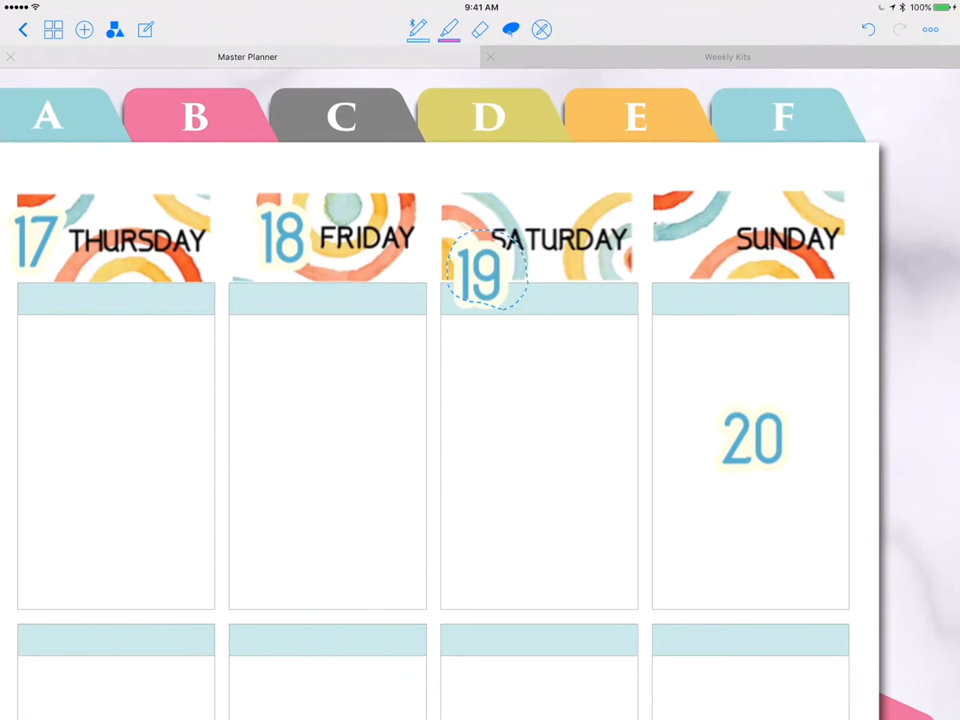 9:41 AM
100%
Master Planner
Weekly Kits
A B C D E F
17 THURSDAY
18 FRIDAY
19 SATURDAY
SUNDAY
20